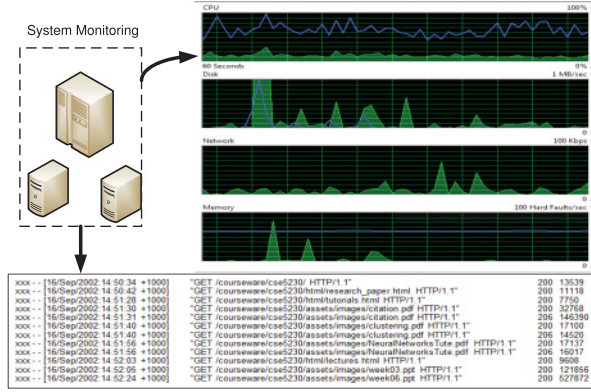 System Monitoring
CPU 100%
60 Seconds 0%
Disk 1 MB/sec
0
Network 100 Kbps
0
Memory 100 Hard Faults/sec
0
xxx - - [16/Sep/2002:14:50:34 +1000] "GET /courseware/cse5230/ HTTP/1.1" 200 13539
xxx - - [16/Sep/2002:14:50:42 +1000] "GET /courseware/cse5230/html/research_paper.html HTTP/1.1" 200 11118
xxx - - [16/Sep/2002:14:51:28 +1000] "GET /courseware/cse5230/html/tutorials.html HTTP/1.1" 200 7750
xxx - - [16/Sep/2002:14:51:30 +1000] "GET /courseware/cse5230/assets/images/citation.pdf HTTP/1.1" 200 32768
xxx - - [16/Sep/2002:14:51:31 +1000] "GET /courseware/cse5230/assets/images/citation.pdf HTTP/1.1" 206 146390
xxx - - [16/Sep/2002:14:51:40 +1000] "GET /courseware/cse5230/assets/images/clustering.pdf HTTP/1.1" 200 17100
xxx - - [16/Sep/2002:14:51:40 +1000] "GET /courseware/cse5230/assets/images/clustering.pdf HTTP/1.1" 206 14520
xxx - - [16/Sep/2002:14:51:56 +1000] "GET /courseware/cse5230/assets/images/NeuralNetworksTute.pdf HTTP/1.1" 200 17137
xxx - - [16/Sep/2002:14:51:56 +1000] "GET /courseware/cse5230/assets/images/NeuralNetworksTute.pdf HTTP/1.1" 206 16017
xxx - - [16/Sep/2002:14:52:03 +1000] "GET /courseware/cse5230/html/lectures.html HTTP/1.1" 200 9608
xxx - - [16/Sep/2002:14:52:05 +1000] "GET /courseware/cse5230/assets/images/week03.ppt HTTP/1.1" 200 121856
xxx - - [16/Sep/2002:14:52:24 +1000] "GET /courseware/cse5230/assets/images/week06.ppt HTTP/1.1" 200 527872